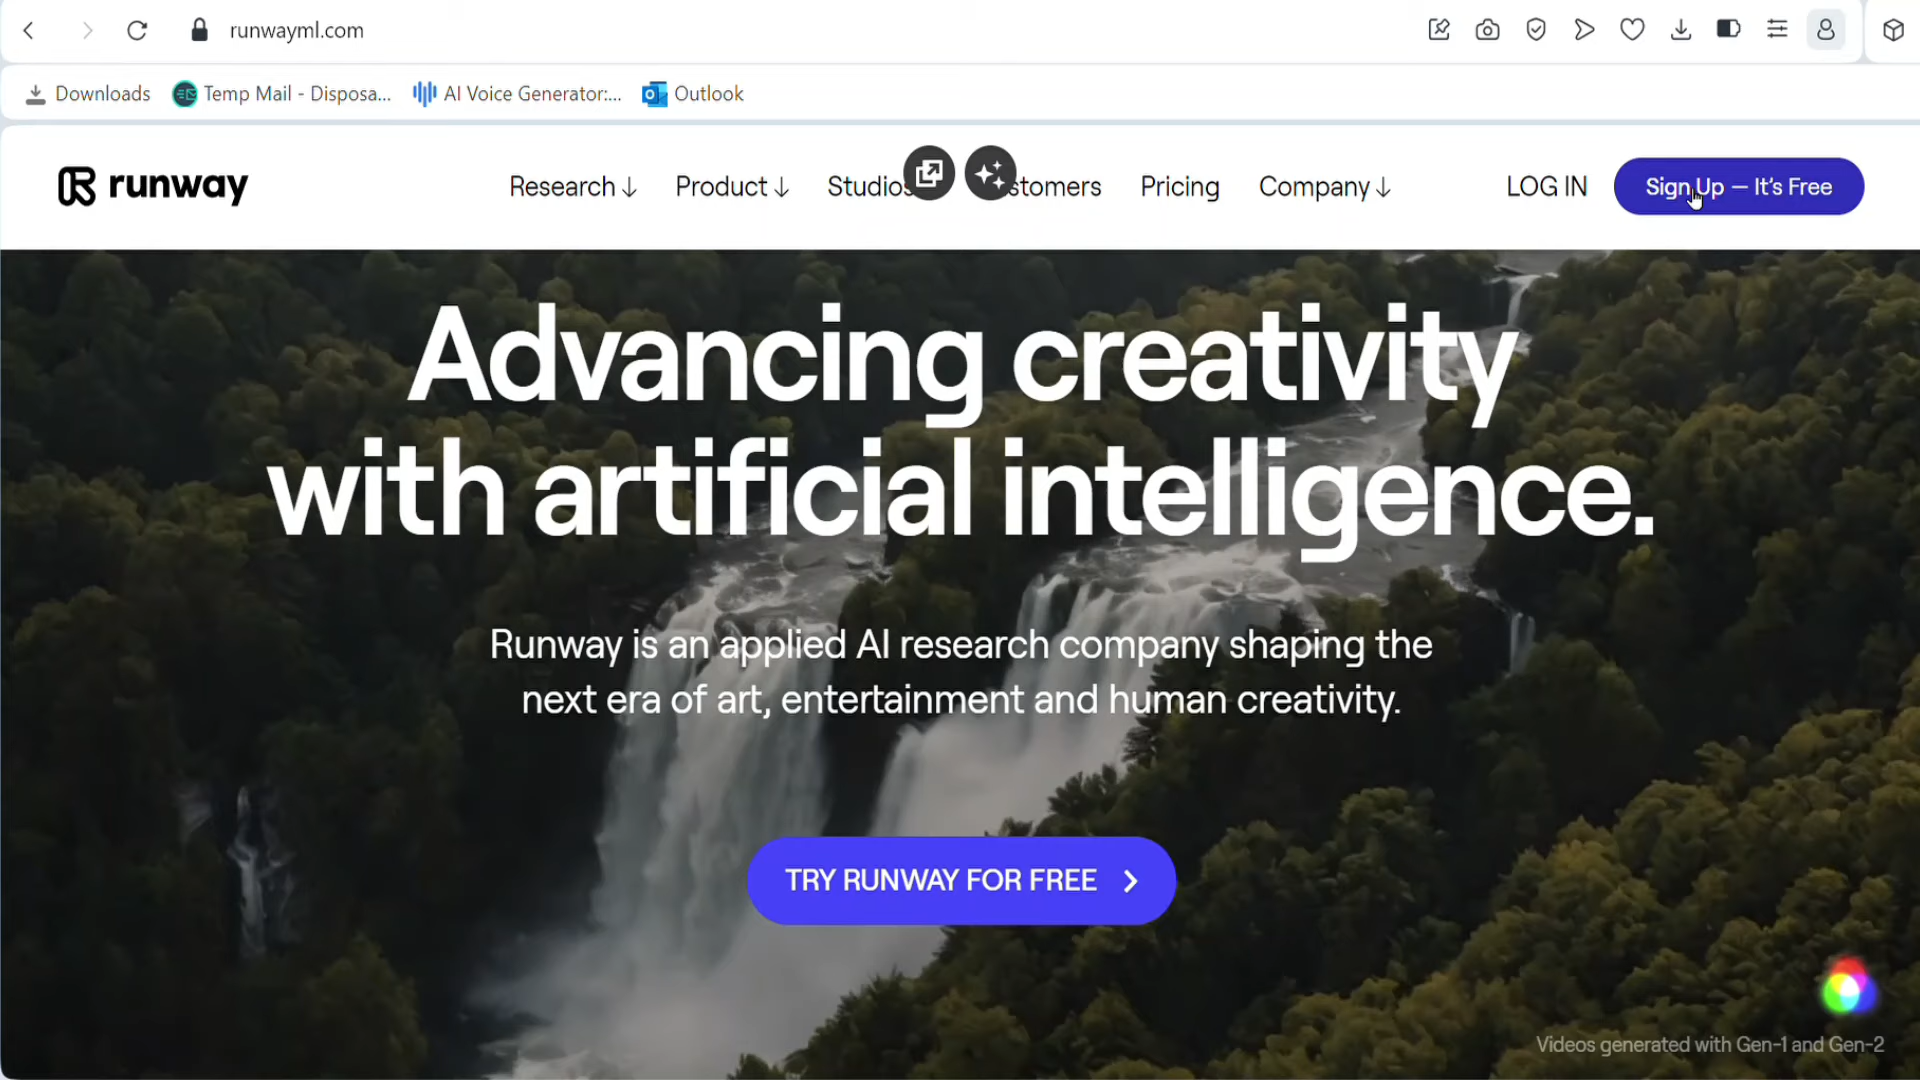 runwayml.com
Downloads Temp Mail - Disposa... AI Voice Generator:... Outlook
runway Research ↓ Product ↓ Studios stomers Pricing Company ↓ LOG IN Sign Up — It's Free
Advancing creativity
with artificial intelligence.
Runway is an applied AI research company shaping the
next era of art, entertainment and human creativity.
TRY RUNWAY FOR FREE >
Videos generated with Gen-1 and Gen-2